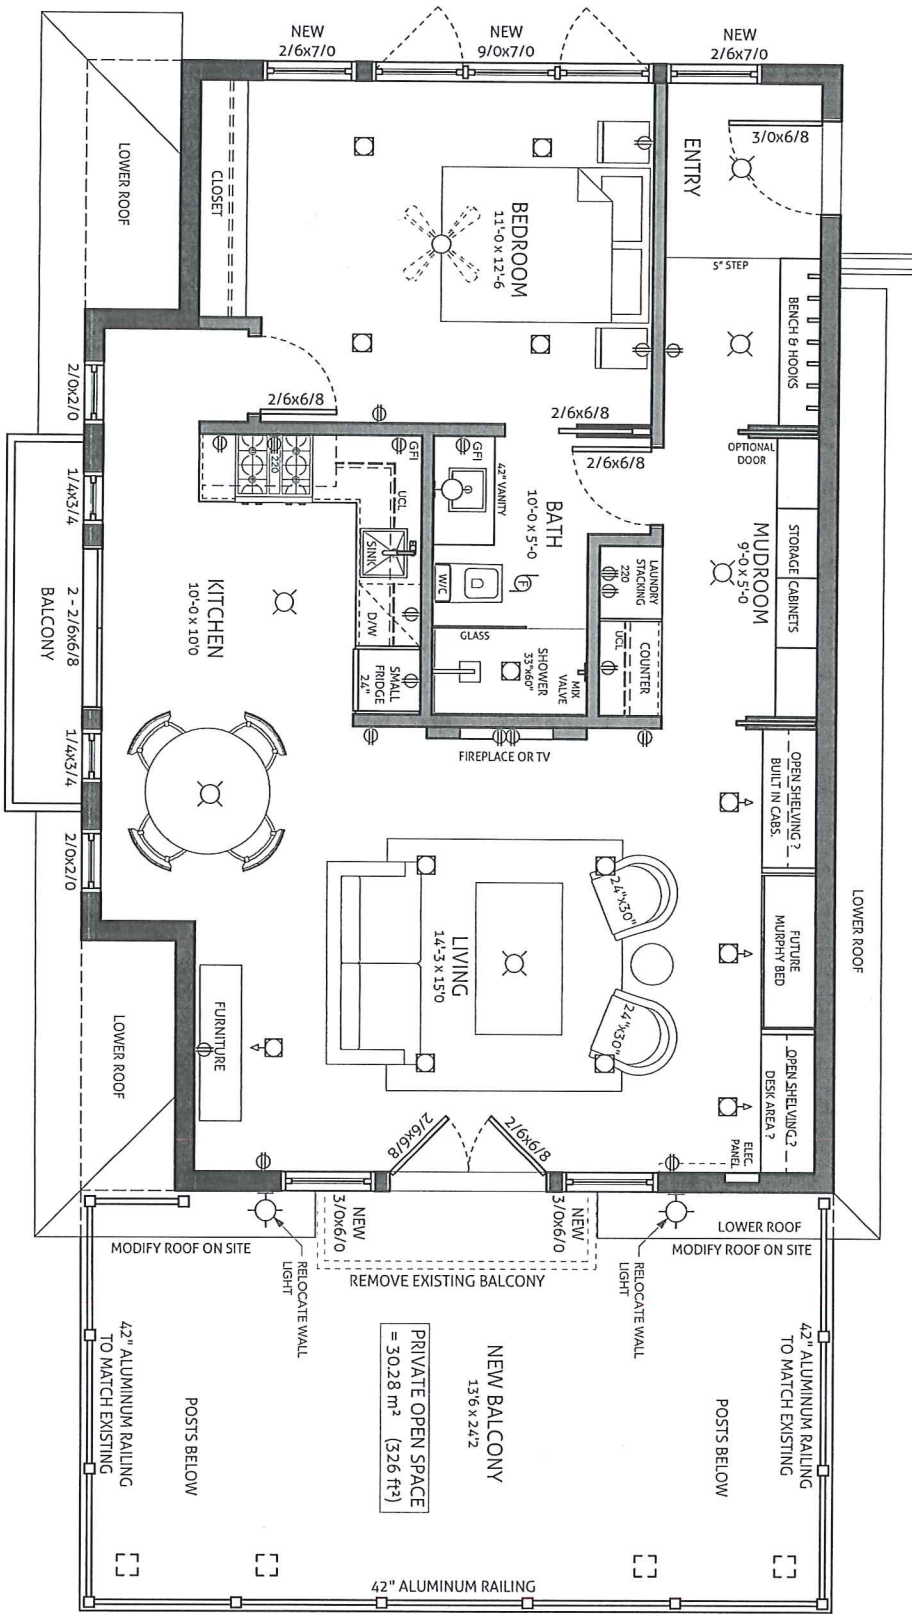 NEW
2/6x7/0
NEW
9/0x7/0
NEW
2/6x7/0
3/0x6/8
ENTRY
LOWER ROOF
CLOSET
BEDROOM
11'-0 x 12'-6
5" STEP
BENCH & HOOKS
2/0x2/0
2/6x6/8
2/6x6/8
2/6x6/8
OPTIONAL
DOOR
GFI
220
UCL
GFI
42" VANITY
BATH
10'-0 x 5'-0
MUDROOM
9'-0 x 5'-0
STORAGE CABINETS
1/4x3/4
SINK
W/C
F
LAUNDRY
STACKING
220
BALCONY
2 - 2/6x6/8
KITCHEN
10'-0 x 10'0
D/W
GLASS
SHOWER
33"x60"
MIX
VALVE
UCL
COUNTER
SMALL
FRIDGE
24"
1/4x3/4
FIREPLACE OR TV
OPEN SHELVING ?
BUILT IN CABS.
2/0x2/0
24"x30"
FUTURE
MURPHY BED
LOWER ROOF
LIVING
14'-3 x 15'0
24"x30"
FURNITURE
LOWER ROOF
OPEN SHELVING ?
DESK AREA ?
2/6x6/8
2/6x6/8
ELEC.
PANEL
NEW
3/0x6/0
NEW
3/0x6/0
LOWER ROOF
MODIFY ROOF ON SITE
MODIFY ROOF ON SITE
RELOCATE WALL
LIGHT
REMOVE EXISTING BALCONY
RELOCATE WALL
LIGHT
42" ALUMINUM RAILING
TO MATCH EXISTING
POSTS BELOW
PRIVATE OPEN SPACE
= 30.28 m² (326 ft²)
NEW BALCONY
13'6 x 24'2
POSTS BELOW
42" ALUMINUM RAILING
TO MATCH EXISTING
42" ALUMINUM RAILING